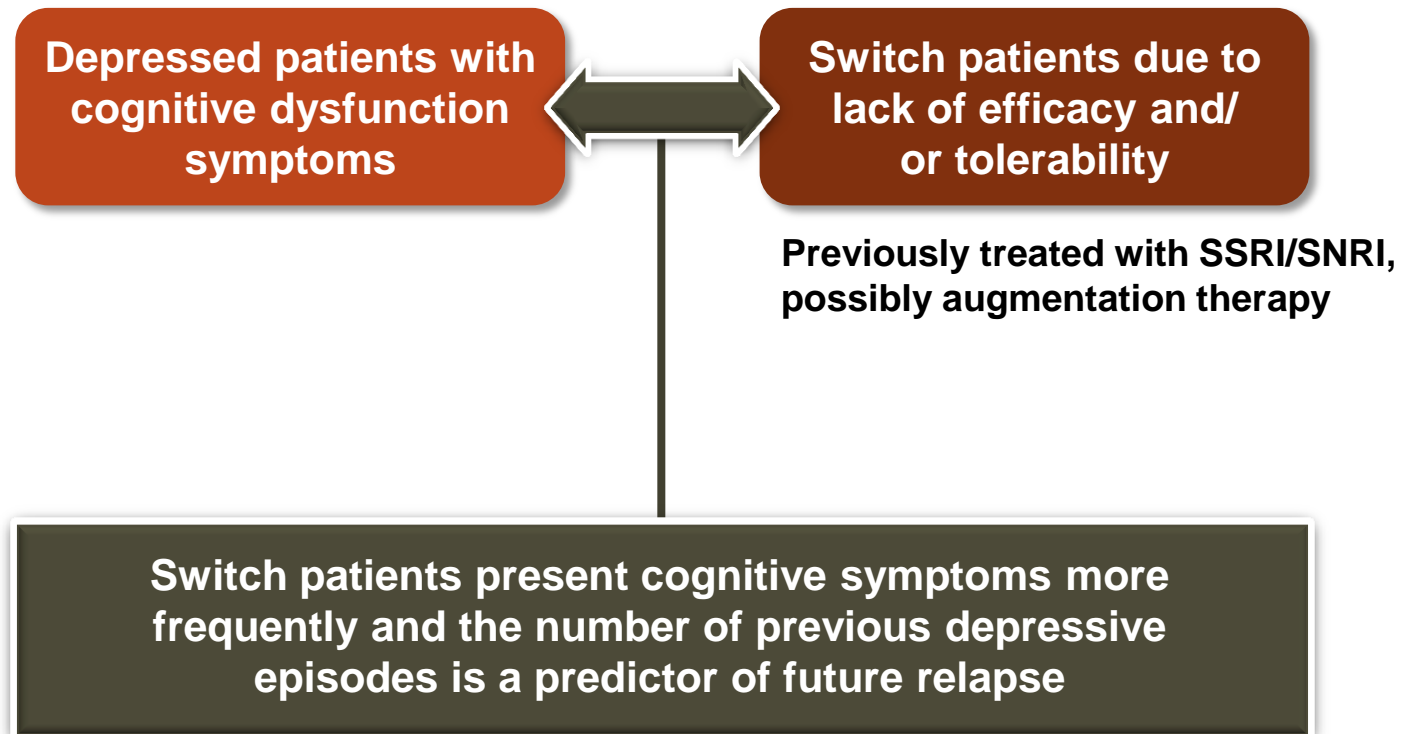 Depressed patients with
cognitive dysfunction
symptoms
Switch patients due to
lack of efficacy and/
or tolerability
Previously treated with SSRI/SNRI,
possibly augmentation therapy
Switch patients present cognitive symptoms more
frequently and the number of previous depressive
episodes is a predictor of future relapse